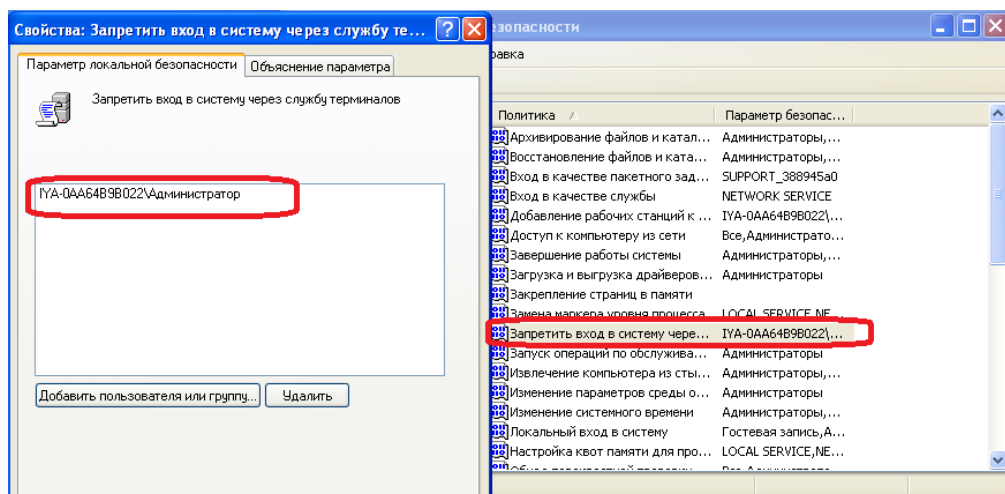 Свойства: Запретить вход в систему через службу те...
Параметр локальной безопасности
Объяснение параметра
Запретить вход в систему через службу терминалов
IYA-0AA64B9B022\Администратор
Добавить пользователя или группу...
Удалить
езопасности
равка
Политика
Параметр безопас...
Архивирование файлов и катал... Администраторы,...
Восстановление файлов и ката... Администраторы,...
Вход в качестве пакетного зад... SUPPORT_388945a0
Вход в качестве службы NETWORK SERVICE
Добавление рабочих станций к ... IYA-0AA64B9B022\...
Доступ к компьютеру из сети Все,Администрато...
Завершение работы системы Администраторы,...
Загрузка и выгрузка драйверов... Администраторы
Закрепление страниц в памяти
Замена маркера уровня процесса LOCAL SERVICE,NE...
Запретить вход в систему чере... IYA-0AA64B9B022\...
Запуск операций по обслужива... Администраторы
Извлечение компьютера из сты... Администраторы,...
Изменение параметров среды о... Администраторы
Изменение системного времени Администраторы,...
Локальный вход в систему Гостевая запись,А...
Настройка квот памяти для про... LOCAL SERVICE,NE...